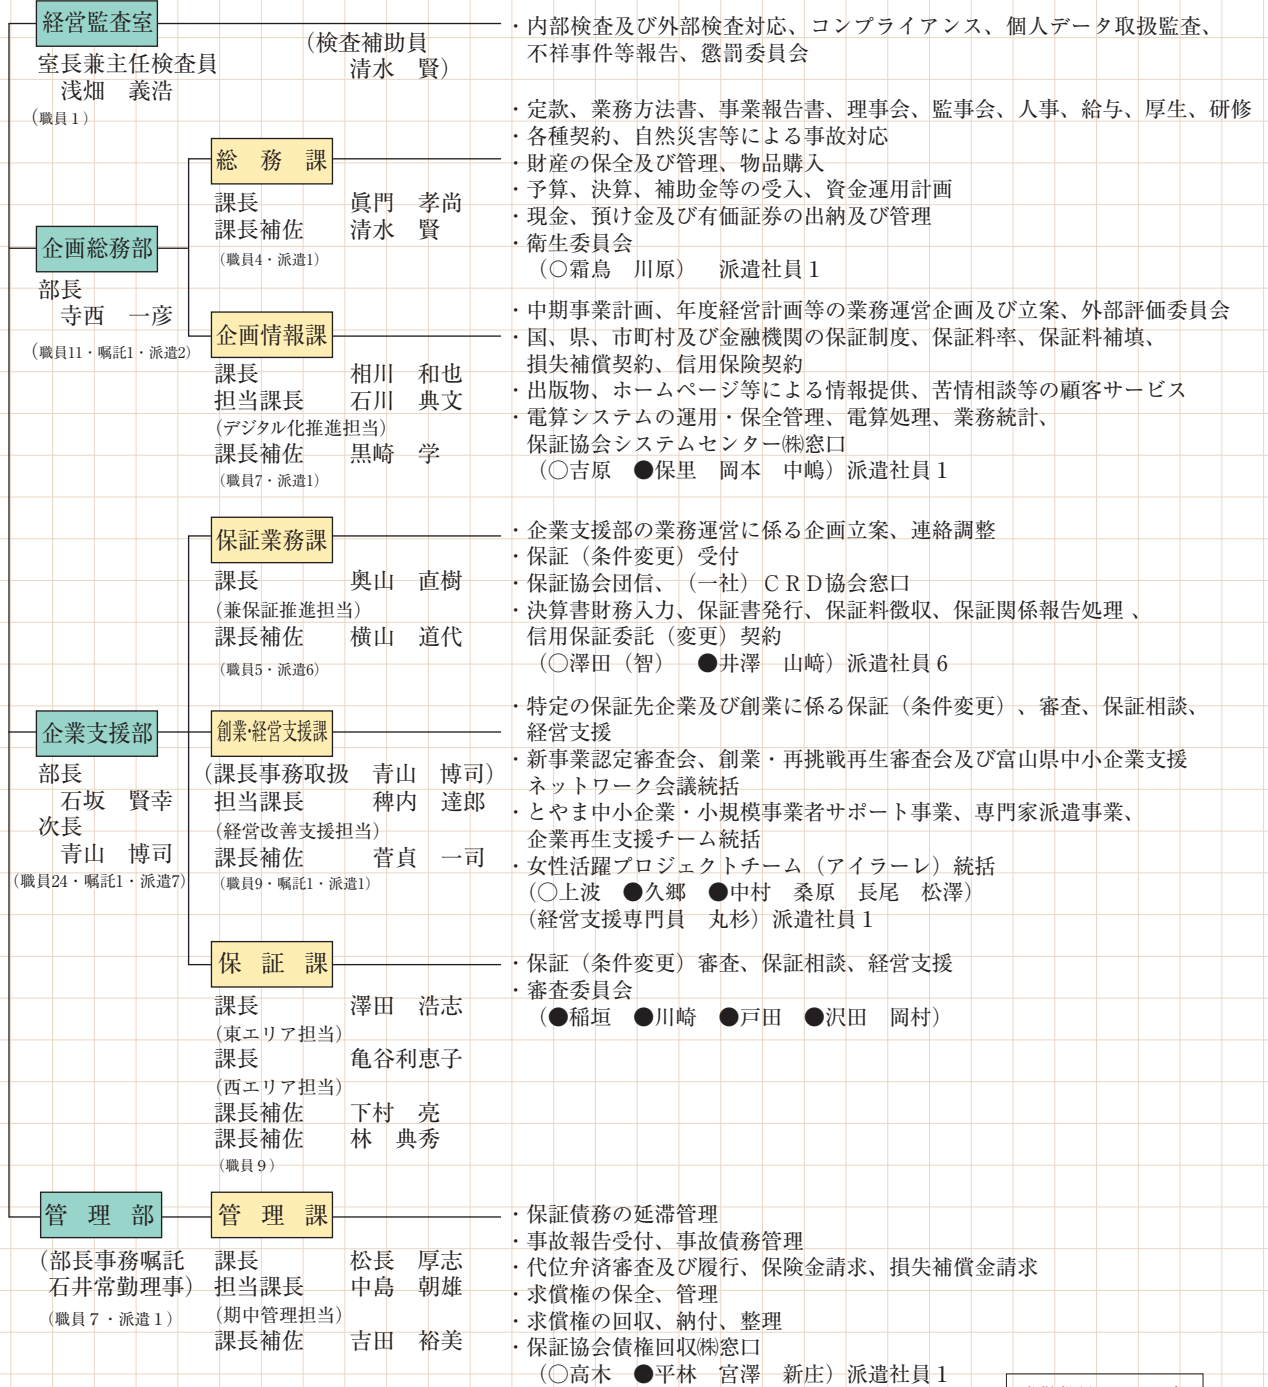 経営監査室
室長兼主任検査員
浅畑　義浩
（職員１）
（検査補助員
清水　賢）
・内部検査及び外部検査対応、コンプライアンス、個人データ取扱監査、
不祥事件等報告、懲罰委員会
企画総務部
部長
寺西　一彦
（職員11・嘱託1・派遣2）
総　務　課
課長　眞門　孝尚
課長補佐　清水　賢
（職員4・派遣1）
・定款、業務方法書、事業報告書、理事会、監事会、人事、給与、厚生、研修
・各種契約、自然災害等による事故対応
・財産の保全及び管理、物品購入
・予算、決算、補助金等の受入、資金運用計画
・現金、預け金及び有価証券の出納及び管理
・衛生委員会
（○霜鳥　川原）　派遣社員１
企画情報課
課長　相川　和也
担当課長　石川　典文
（デジタル化推進担当）
課長補佐　黒崎　学
（職員7・派遣1）
・中期事業計画、年度経営計画等の業務運営企画及び立案、外部評価委員会
・国、県、市町村及び金融機関の保証制度、保証料率、保証料補填、
損失補償契約、信用保険契約
・出版物、ホームページ等による情報提供、苦情相談等の顧客サービス
・電算システムの運用・保全管理、電算処理、業務統計、
保証協会システムセンター㈱窓口
（○吉原　●保里　岡本　中嶋）派遣社員１
企業支援部
部長
石坂　賢幸
次長
青山　博司
（職員24・嘱託1・派遣7）
保証業務課
課長　奥山　直樹
（兼保証推進担当）
課長補佐　横山　道代
（職員5・派遣6）
・企業支援部の業務運営に係る企画立案、連絡調整
・保証（条件変更）受付
・保証協会団信、（一社）ＣＲＤ協会窓口
・決算書財務入力、保証書発行、保証料徴収、保証関係報告処理、
信用保証委託（変更）契約
（○澤田（智）　●井澤　山﨑）派遣社員６
創業・経営支援課
（課長事務取扱　青山　博司）
担当課長　稗内　達郎
（経営改善支援担当）
課長補佐　菅貞　一司
（職員9・嘱託1・派遣1）
・特定の保証先企業及び創業に係る保証（条件変更）、審査、保証相談、
経営支援
・新事業認定審査会、創業・再挑戦再生審査会及び富山県中小企業支援
ネットワーク会議統括
・とやま中小企業・小規模事業者サポート事業、専門家派遣事業、
企業再生支援チーム統括
・女性活躍プロジェクトチーム（アイラーレ）統括
（○上波　●久郷　●中村　桑原　長尾　松澤）
（経営支援専門員　丸杉）派遣社員１
保　証　課
課長　澤田　浩志
（東エリア担当）
課長　亀谷利恵子
（西エリア担当）
課長補佐　下村　亮
課長補佐　林　典秀
（職員９）
・保証（条件変更）審査、保証相談、経営支援
・審査委員会
（●稲垣　●川崎　●戸田　●沢田　岡村）
管　理　部
（部長事務嘱託
石井常勤理事）
（職員７・派遣１）
管　理　課
課長　松長　厚志
担当課長　中島　朝雄
（期中管理担当）
課長補佐　吉田　裕美
・保証債務の延滞管理
・事故報告受付、事故債務管理
・代位弁済審査及び履行、保険金請求、損失補償金請求
・求償権の保全、管理
・求償権の回収、納付、整理
・保証協会債権回収㈱窓口
（○高木　●平林　宮澤　新庄）派遣社員１